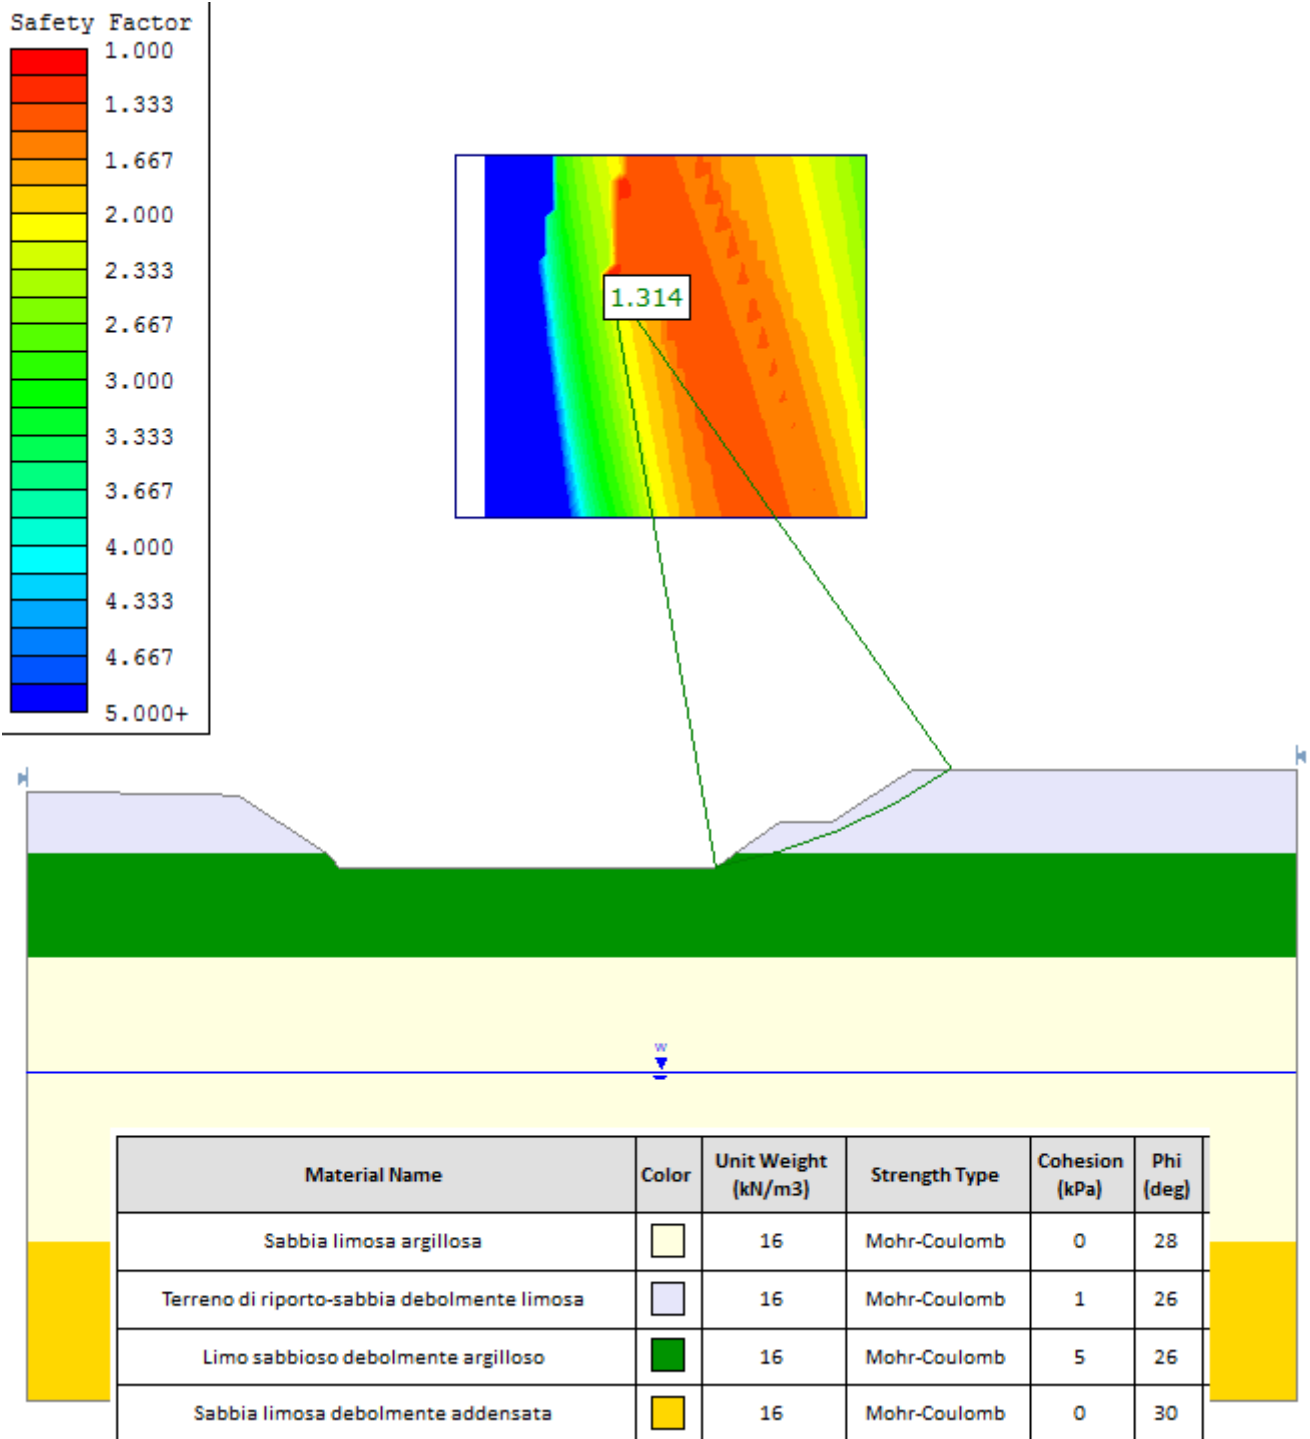 Safety Factor
1.000
1.333
1.667
2.000
2.333
2.667
3.000
3.333
3.667
4.000
4.333
4.667
5.000+
1.314
W
Material Name Color Unit Weight (kN/m3) Strength Type Cohesion (kPa) Phi (deg)
Sabbia limosa argillosa 16 Mohr-Coulomb 0 28
Terreno di riporto-sabbia debolmente limosa 16 Mohr-Coulomb 1 26
Limo sabbioso debolmente argilloso 16 Mohr-Coulomb 5 26
Sabbia limosa debolmente addensata 16 Mohr-Coulomb 0 30